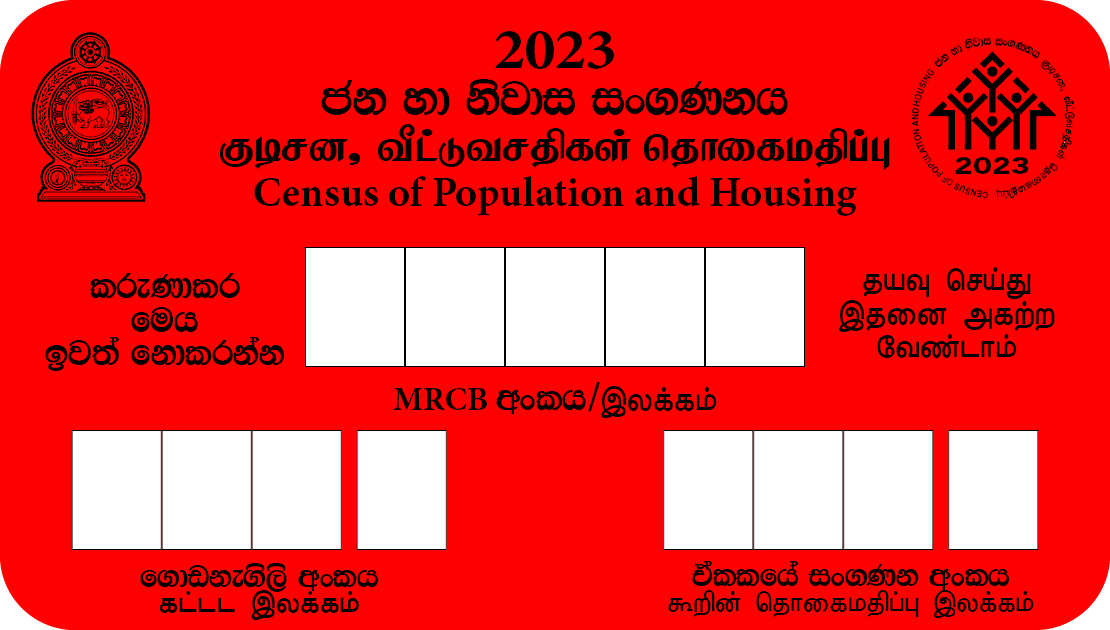 2023
ජන හා නිවාස සංගණනය
குடிசன, வீட்டுவசதிகள் தொகைமதிப்பு
Census of Population and Housing
ජන හා නිවාස සංගණනය குடிசன, வீட்டுவசதிகள் தொகைமதிப்பு CENSUS OF POPULATION AND HOUSING
2023
කරුණාකර
මෙය
ඉවත් නොකරන්න
தயவு செய்து
இதனை அகற்ற
வேண்டாம்
MRCB අංකය/இலக்கம்
ගොඩනැගිලි අංකය
கட்டட இலக்கம்
ඒකකයේ සංගණන අංකය
கூறின் தொகைமதிப்பு இலக்கம்